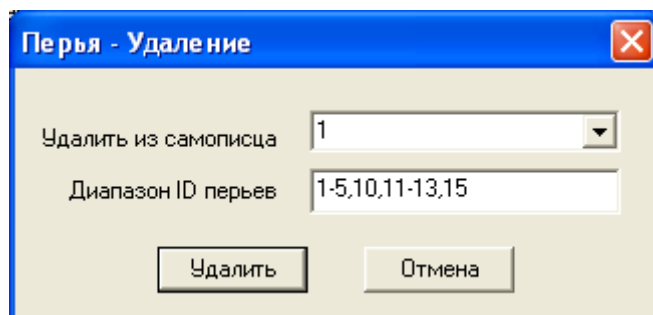 Перья - Удаление
Удалить из самописца 1
Диапазон ID перьев 1-5,10,11-13,15
Удалить Отмена